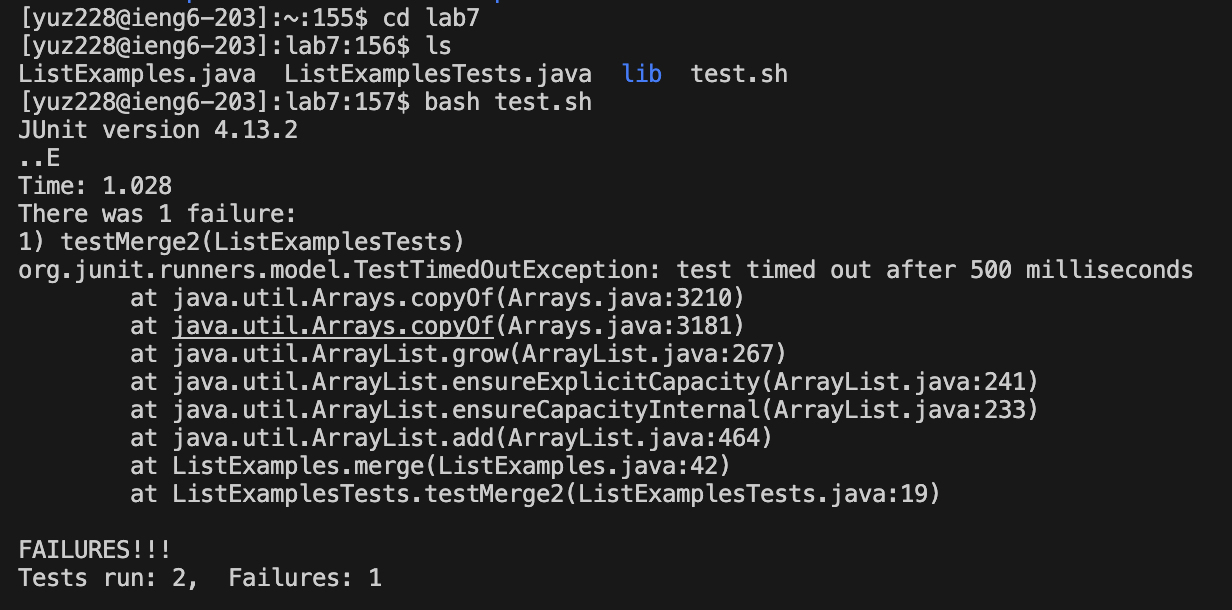 [yuz228@ieng6-203]:~:155$ cd lab7
[yuz228@ieng6-203]:lab7:156$ ls
ListExamples.java  ListExamplesTests.java  lib  test.sh
[yuz228@ieng6-203]:lab7:157$ bash test.sh
JUnit version 4.13.2
..E
Time: 1.028
There was 1 failure:
1) testMerge2(ListExamplesTests)
org.junit.runners.model.TestTimedOutException: test timed out after 500 milliseconds
        at java.util.Arrays.copyOf(Arrays.java:3210)
        at java.util.Arrays.copyOf(Arrays.java:3181)
        at java.util.ArrayList.grow(ArrayList.java:267)
        at java.util.ArrayList.ensureExplicitCapacity(ArrayList.java:241)
        at java.util.ArrayList.ensureCapacityInternal(ArrayList.java:233)
        at java.util.ArrayList.add(ArrayList.java:464)
        at ListExamples.merge(ListExamples.java:42)
        at ListExamplesTests.testMerge2(ListExamplesTests.java:19)

FAILURES!!!
Tests run: 2,  Failures: 1